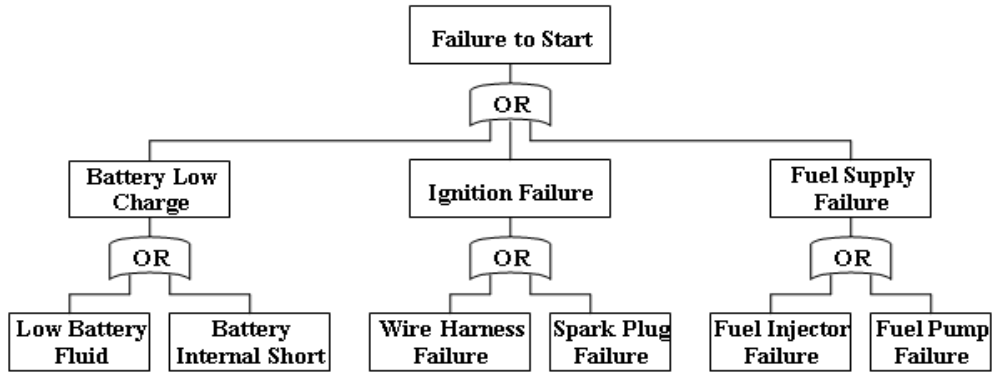 Failure to Start
OR
Battery Low
Charge
Ignition Failure
Fuel Supply
Failure
OR
OR
OR
Low Battery
Fluid
Battery
Internal Short
Wire Harness
Failure
Spark Plug
Failure
Fuel Injector
Failure
Fuel Pump
Failure